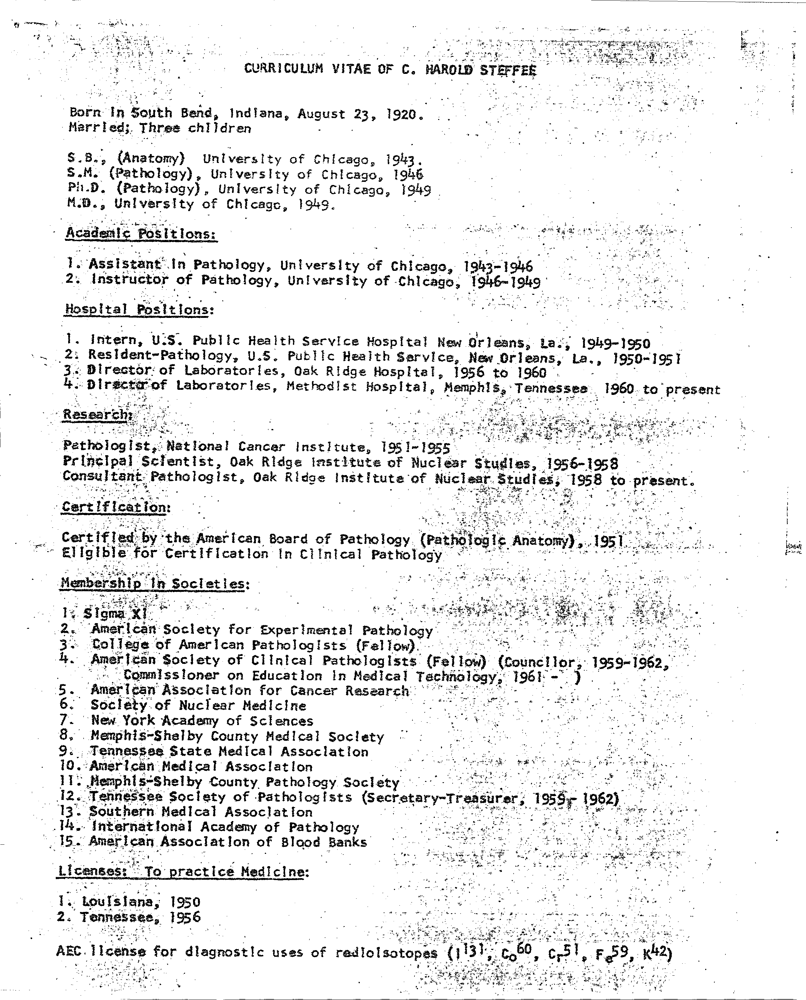 CURRICULUM VITAE OF C. HAROLD STEFFEE
Born in South Bend, Indiana, August 23, 1920.
Married; Three children
S.B., (Anatomy) University of Chicago, 1943.
S.M. (Pathology), University of Chicago, 1946
Ph.D. (Pathology), University of Chicago, 1949
M.D., University of Chicago, 1949.
Academic Positions:
1. Assistant in Pathology, University of Chicago, 1943-1946
2. Instructor of Pathology, University of Chicago, 1946-1949
Hospital Positions:
1. Intern, U.S. Public Health Service Hospital New Orleans, La., 1949-1950
2. Resident-Pathology, U.S. Public Health Service, New Orleans, La., 1950-1951
3. Director of Laboratories, Oak Ridge Hospital, 1956 to 1960
4. Director of Laboratories, Methodist Hospital, Memphis, Tennessee 1960 to present
Research:
Pathologist, National Cancer Institute, 1951-1955
Principal Scientist, Oak Ridge Institute of Nuclear Studies, 1956-1958
Consultant Pathologist, Oak Ridge Institute of Nuclear Studies, 1958 to present.
Certification:
Certified by the American Board of Pathology (Pathologic Anatomy), 1951
Eligible for Certification in Clinical Pathology
Membership in Societies:
1. Sigma Xi
2. American Society for Experimental Pathology
3. College of American Pathologists (Fellow)
4. American Society of Clinical Pathologists (Fellow) (Councilor, 1959-1962,
Commissioner on Education in Medical Technology, 1961 - )
5. American Association for Cancer Research
6. Society of Nuclear Medicine
7. New York Academy of Sciences
8. Memphis-Shelby County Medical Society
9. Tennessee State Medical Association
10. American Medical Association
11. Memphis-Shelby County Pathology Society
12. Tennessee Society of Pathologists (Secretary-Treasurer, 1959- 1962)
13. Southern Medical Association
14. International Academy of Pathology
15. American Association of Blood Banks
Licenses: To practice Medicine:
1. Louisiana, 1950
2. Tennessee, 1956
AEC license for diagnostic uses of radioisotopes (I131, Co60, Cr51, Fe59, K42)